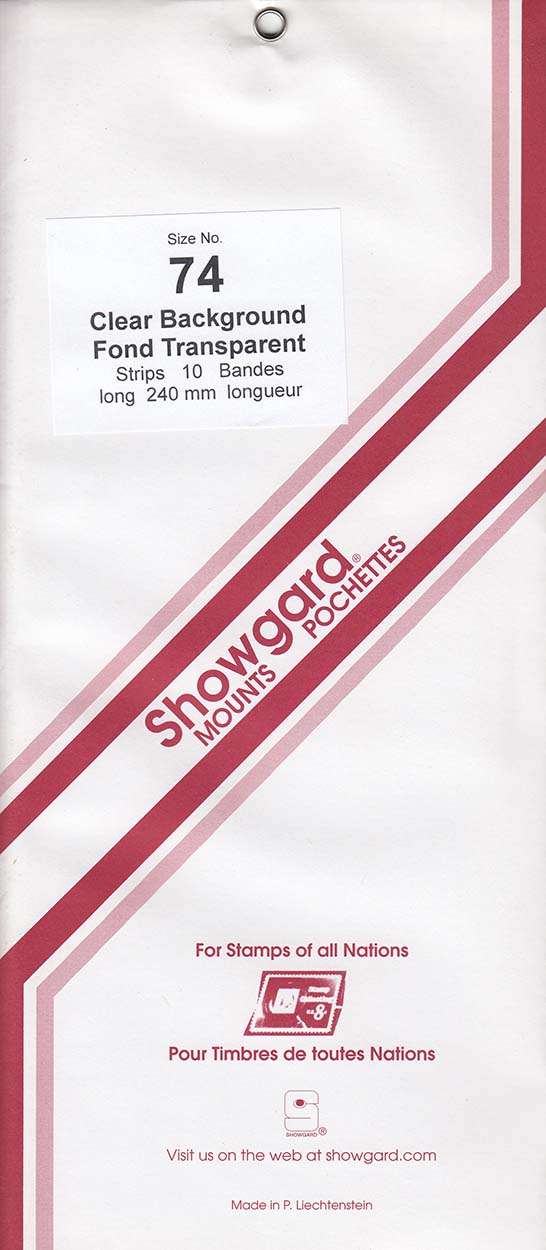 Size No.
74
Clear Background
Fond Transparent
Strips 10 Bandes
long 240 mm longueur
Showgard®
MOUNTS POCHETTES
For Stamps of all Nations
Pour Timbres de toutes Nations
SHOWGARD®
Visit us on the web at showgard.com
Made in P. Liechtenstein